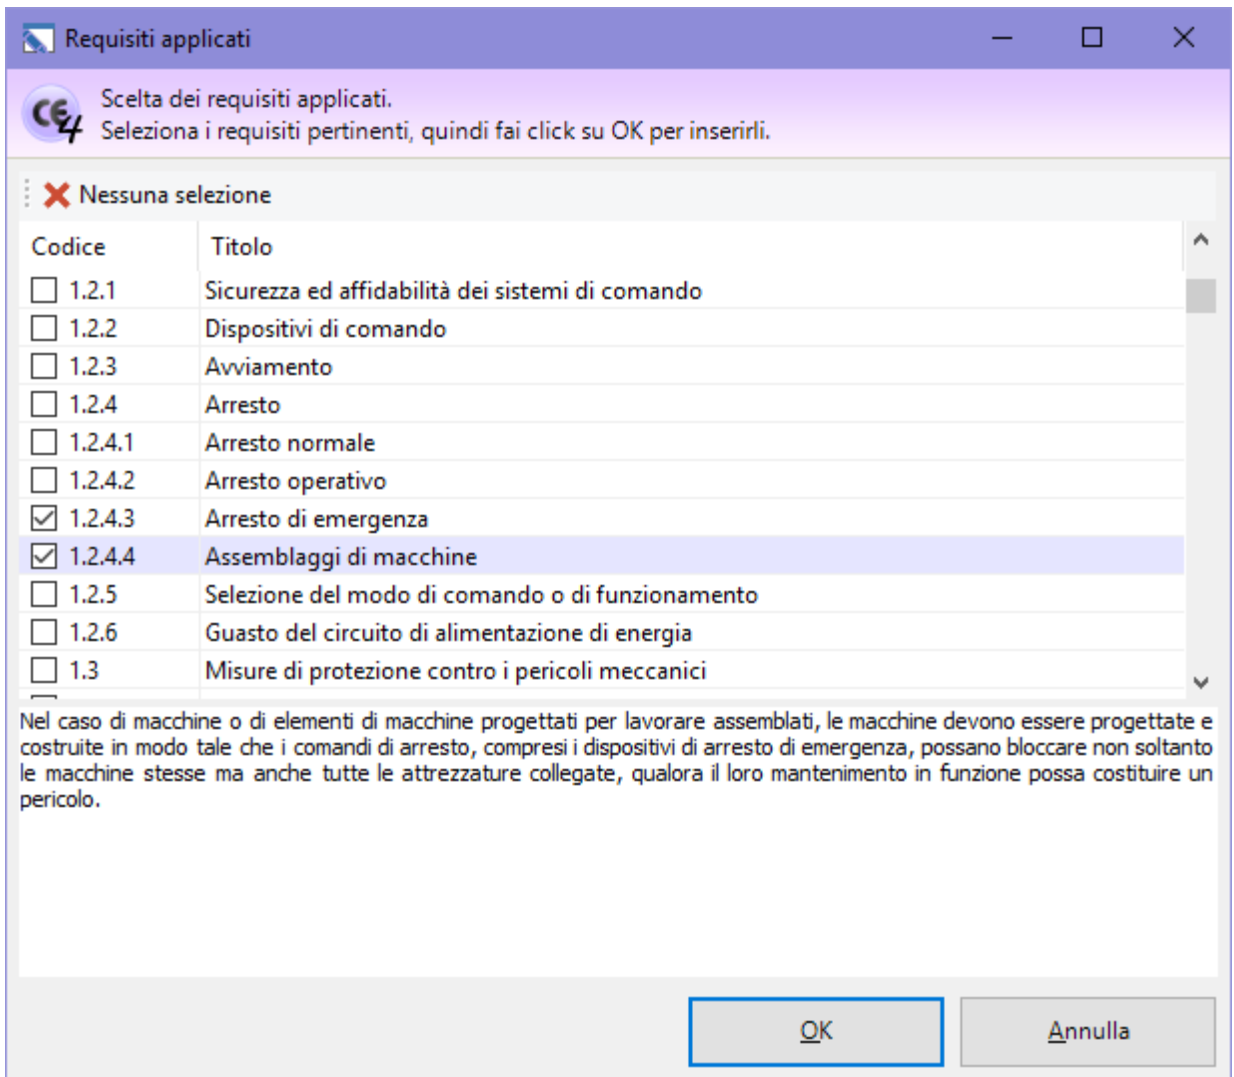 Requisiti applicati
CE4
Scelta dei requisiti applicati.
Seleziona i requisiti pertinenti, quindi fai click su OK per inserirli.
Nessuna selezione
Codice Titolo
1.2.1 Sicurezza ed affidabilità dei sistemi di comando
1.2.2 Dispositivi di comando
1.2.3 Avviamento
1.2.4 Arresto
1.2.4.1 Arresto normale
1.2.4.2 Arresto operativo
1.2.4.3 Arresto di emergenza
1.2.4.4 Assemblaggi di macchine
1.2.5 Selezione del modo di comando o di funzionamento
1.2.6 Guasto del circuito di alimentazione di energia
1.3 Misure di protezione contro i pericoli meccanici
Nel caso di macchine o di elementi di macchine progettati per lavorare assemblati, le macchine devono essere progettate e
costruite in modo tale che i comandi di arresto, compresi i dispositivi di arresto di emergenza, possano bloccare non soltanto
le macchine stesse ma anche tutte le attrezzature collegate, qualora il loro mantenimento in funzione possa costituire un
pericolo.
OK Annulla